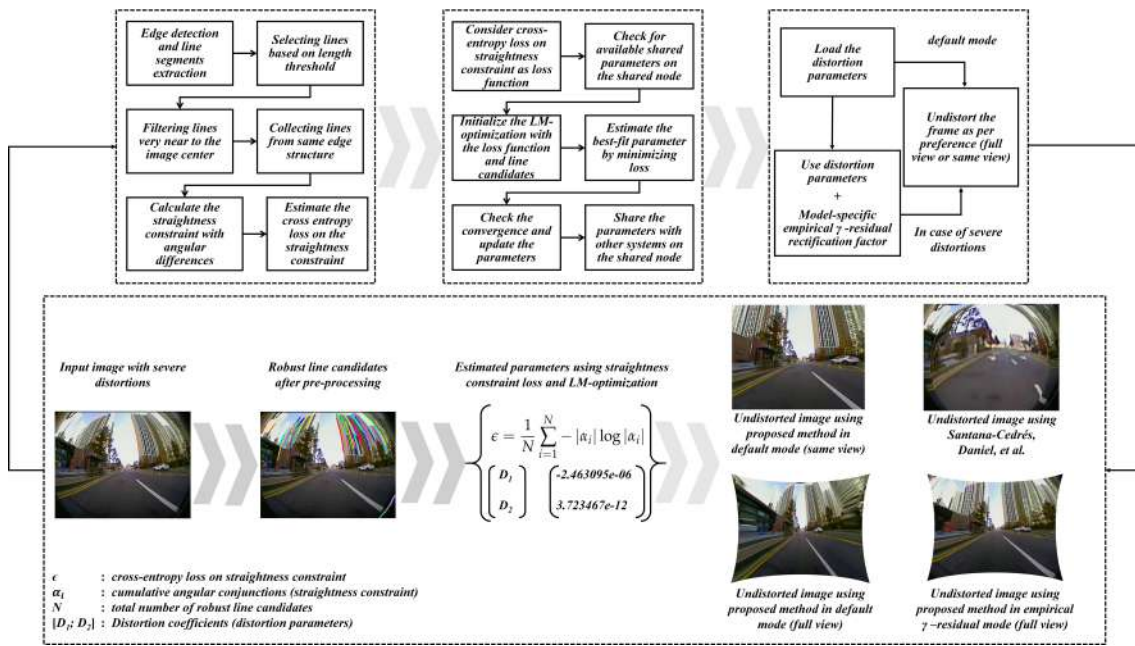 Edge detection
and line
segments
extraction
Selecting lines
based on length
threshold
Filtering lines
very near to the
image center
Collecting lines
from same edge
structure
Calculate the
straightness
constraint with
angular
differences
Estimate the
cross entropy
loss on the
straightness
constraint
Consider cross-
entropy loss on
straightness
constraint as loss
function
Check for
available shared
parameters on
the shared node
Initialize the LM-
optimization with
the loss function
and line
candidates
Estimate the
best-fit parameter
by minimizing
loss
Check the
convergence and
update the
parameters
Share the
parameters with
other systems on
the shared node
Load the
distortion
parameters
default mode
Undistort the
frame as per
preference (full
view or same view)
Use distortion
parameters
+
Model-specific
empirical γ -residual
rectification factor
In case of severe
distortions
Input image with severe
distortions
Robust line candidates
after pre-processing
Estimated parameters using straightness
constraint loss and LM-optimization
ϵ = 1/N ∑ i=1 N − |αi| log |αi|
D1 -2.463095e-06
D2 3.723467e-12
Undistorted image using
proposed method in
default mode (same view)
Undistorted image using
Santana-Cedrés,
Daniel, et al.
Undistorted image using
proposed method in default
mode (full view)
Undistorted image using
proposed method in empirical
γ –residual mode (full view)
ϵ : cross-entropy loss on straightness constraint
αi : cumulative angular conjunctions (straightness constraint)
N : total number of robust line candidates
[D1; D2] : Distortion coefficients (distortion parameters)